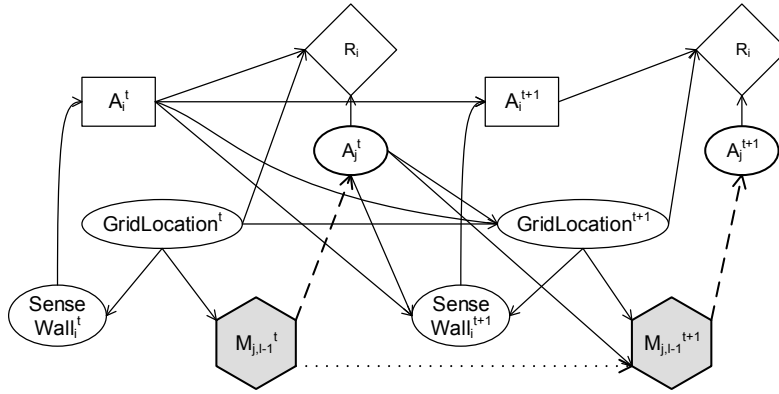 R_i
R_i
A_i^t
A_i^{t+1}
A_j^t
A_j^{t+1}
GridLocation^t
GridLocation^{t+1}
Sense
Wall_i^t
Sense
Wall_i^{t+1}
M_{j,l-1}^t
M_{j,l-1}^{t+1}